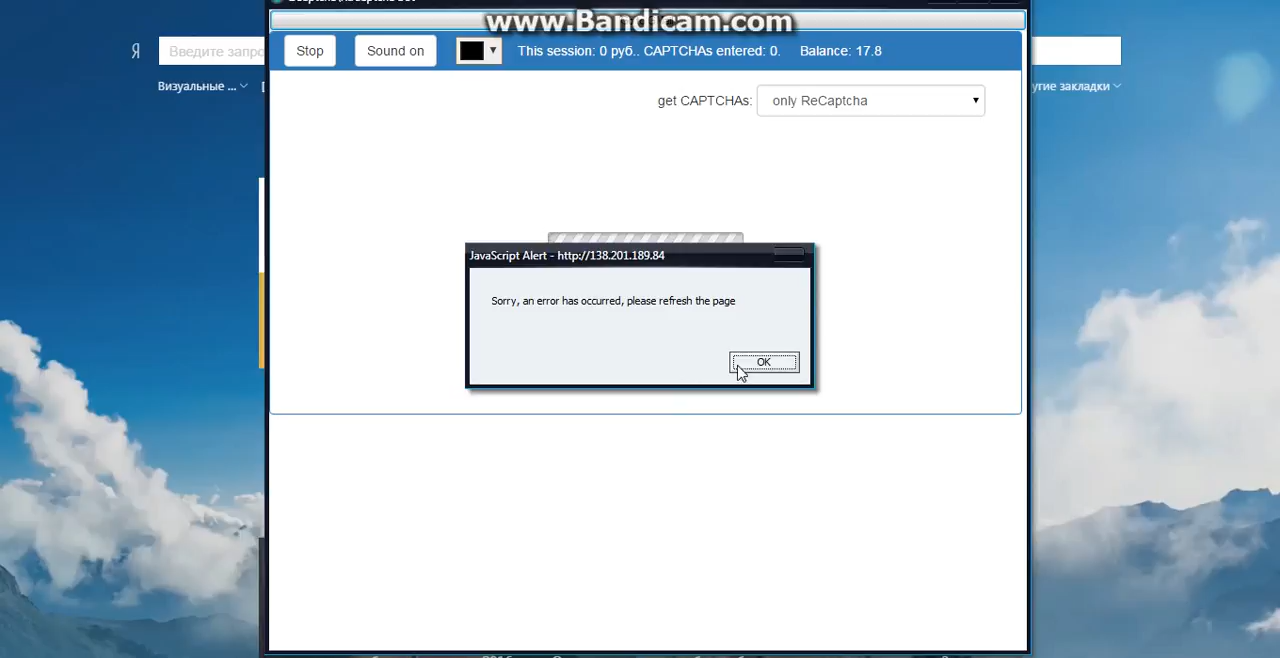 www.Bandicam.com
Я
Введите запро
Stop
Sound on
This session: 0 руб.. CAPTCHAs entered: 0.
Balance: 17.8
Визуальные ...
ругие закладки
get CAPTCHAs:
only ReCaptcha
JavaScript Alert - http://138.201.189.84
Sorry, an error has occurred, please refresh the page
OK